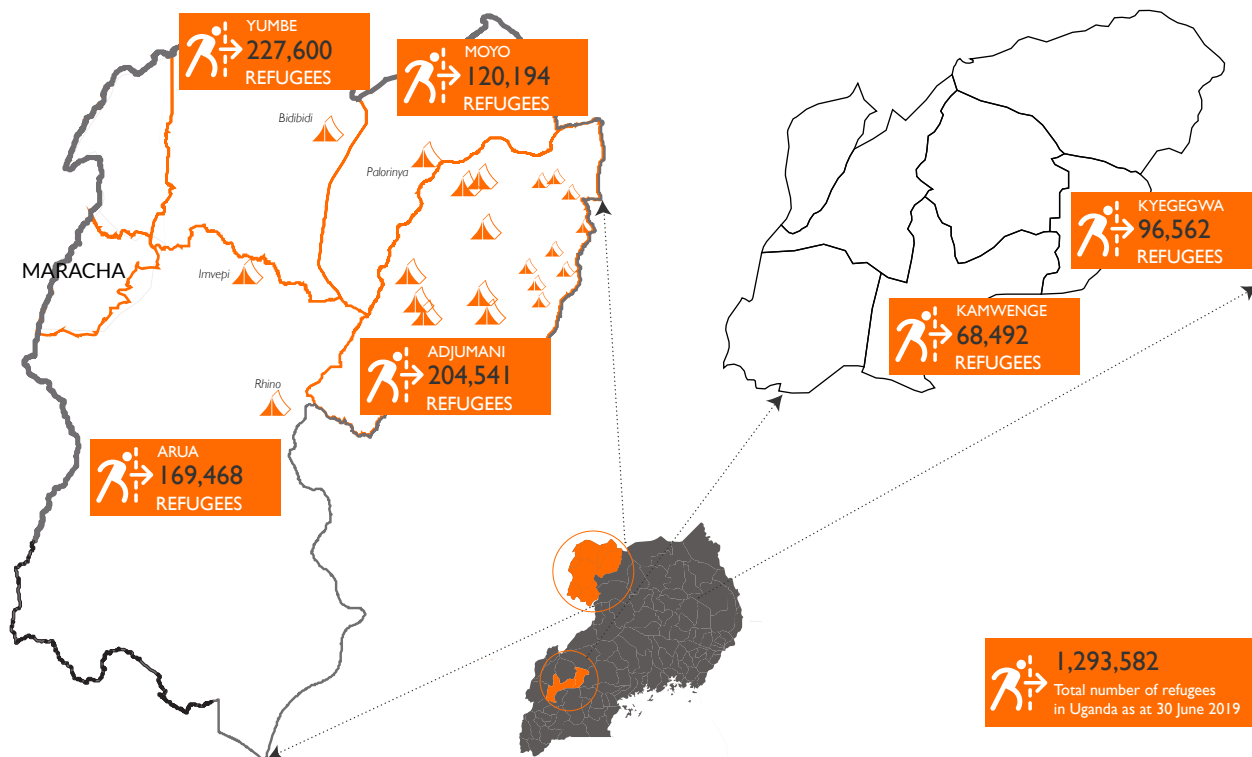 YUMBE
227,600
REFUGEES
MOYO
120,194
REFUGEES
Bidibidi
Palorinya
KYEGEGWA
96,562
REFUGEES
MARACHA
Imvepi
KAMWENGE
68,492
REFUGEES
ADJUMANI
204,541
REFUGEES
Rhino
ARUA
169,468
REFUGEES
1,293,582
Total number of refugees
in Uganda as at 30 June 2019